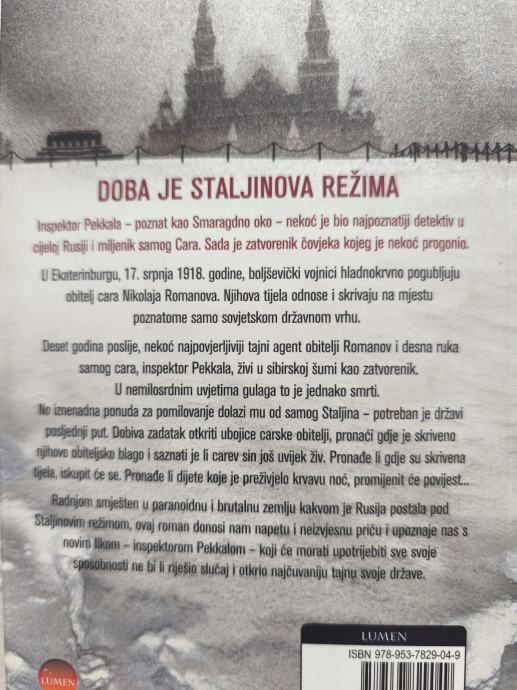 DOBA JE STALJINOVA REŽIMA
Inspektor Pekkala – poznat kao Smaragdno oko – nekoć je bio najpoznatiji detektiv u
cijeloj Rusiji i miljenik samog Cara. Sada je zatvorenik čovjeka kojeg je nekoć progonio.
U Ekaterinburgu, 17. srpnja 1918. godine, boljševički vojnici hladnokrvno pogubljuju
obitelj cara Nikolaja Romanova. Njihova tijela odnose i skrivaju na mjestu
poznatome samo sovjetskom državnom vrhu.
Deset godina poslije, nekoć najpovjerljiviji tajni agent obitelji Romanov i desna ruka
samog cara, inspektor Pekkala, živi u sibirskoj šumi kao zatvorenik.
U nemilosrdnim uvjetima gulaga to je jednako smrti.
No iznenadna ponuda za pomilovanje dolazi mu od samog Staljina – potreban je državi
posljednji put. Dobiva zadatak otkriti ubojice carske obitelji, pronaći gdje je skriveno
njihovo obiteljsko blago i saznati je li carev sin još uvijek živ. Pronađe li gdje su skrivena
tijela, iskupit će se. Pronađe li dijete koje je preživjelo krvavu noć, promijenit će povijest...
Radnjom smješten u paranoidnu i brutalnu zemlju kakvom je Rusija postala pod
Staljinovim režimom, ovaj roman donosi nam napetu i neizvjesnu priču i upoznaje nas s
novim likom – inspektorom Pekkalom – koji će morati upotrijebiti sve svoje
sposobnosti ne bi li riješio slučaj i otkrio najčuvaniju tajnu svoje države.
LUMEN
ISBN 978-953-7829-04-9
LUMEN